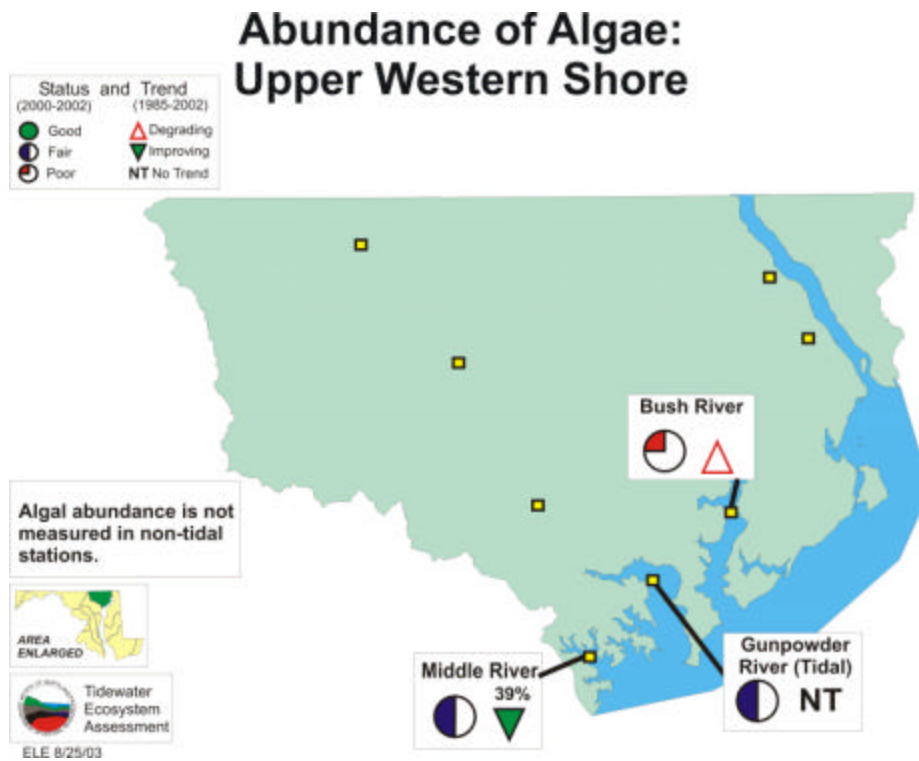 Abundance of Algae:
Upper Western Shore
Status and Trend
(2000-2002) (1985-2002)
Good Degrading
Fair Improving
Poor NT No Trend
Bush River
Algal abundance is not
measured in non-tidal
stations.
AREA
ENLARGED
Middle River
39%
Gunpowder
River (Tidal)
NT
Tidewater
Ecosystem
Assessment
ELE 8/25/03